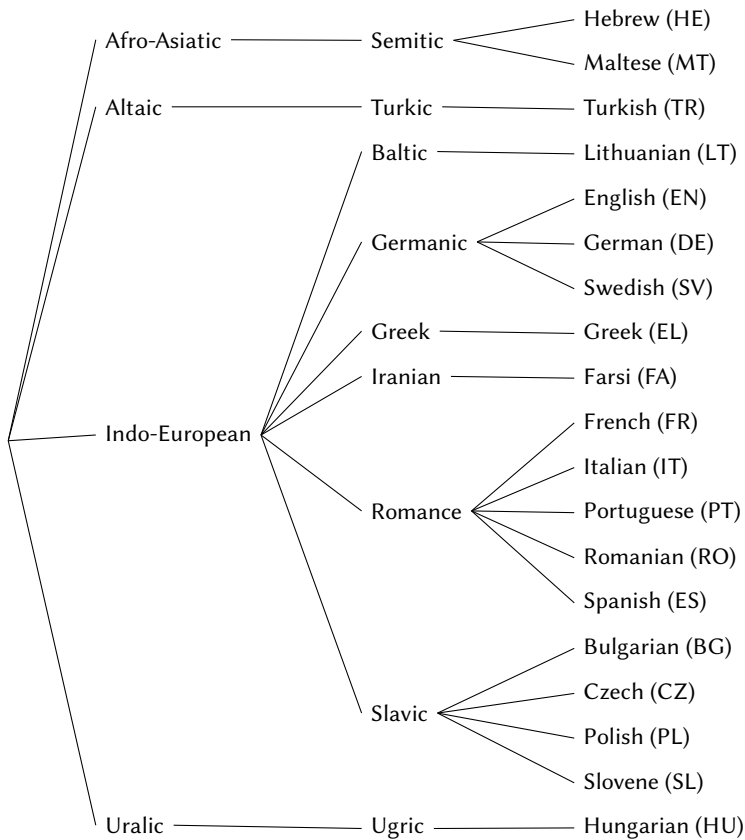 Hebrew (HE)
Afro-Asiatic Semitic
Maltese (MT)
Altaic Turkic Turkish (TR)
Baltic Lithuanian (LT)
English (EN)
Germanic German (DE)
Swedish (SV)
Greek Greek (EL)
Iranian Farsi (FA)
French (FR)
Indo-European
Italian (IT)
Romance Portuguese (PT)
Romanian (RO)
Spanish (ES)
Bulgarian (BG)
Czech (CZ)
Slavic
Polish (PL)
Slovene (SL)
Uralic Ugric Hungarian (HU)